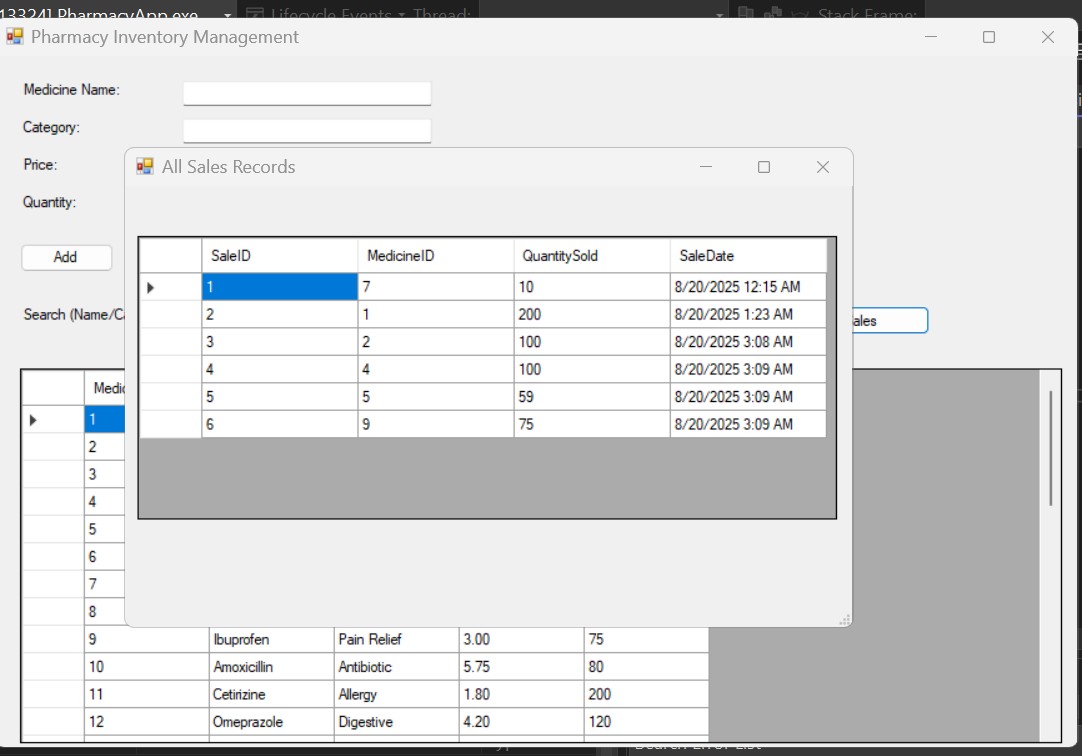 13324] PharmacyApp.exe Lifecycle Events Thread: Stack Frame:
Pharmacy Inventory Management
Medicine Name:
Category:
Price:
Quantity:
Add
Search (Name/Ca
ales
All Sales Records
SaleID MedicineID QuantitySold SaleDate
1 7 10 8/20/2025 12:15 AM
2 1 200 8/20/2025 1:23 AM
3 2 100 8/20/2025 3:08 AM
4 4 100 8/20/2025 3:09 AM
5 5 59 8/20/2025 3:09 AM
6 9 75 8/20/2025 3:09 AM
Medic
1
2
3
4
5
6
7
8
9 Ibuprofen Pain Relief 3.00 75
10 Amoxicillin Antibiotic 5.75 80
11 Cetirizine Allergy 1.80 200
12 Omeprazole Digestive 4.20 120
Search Error List